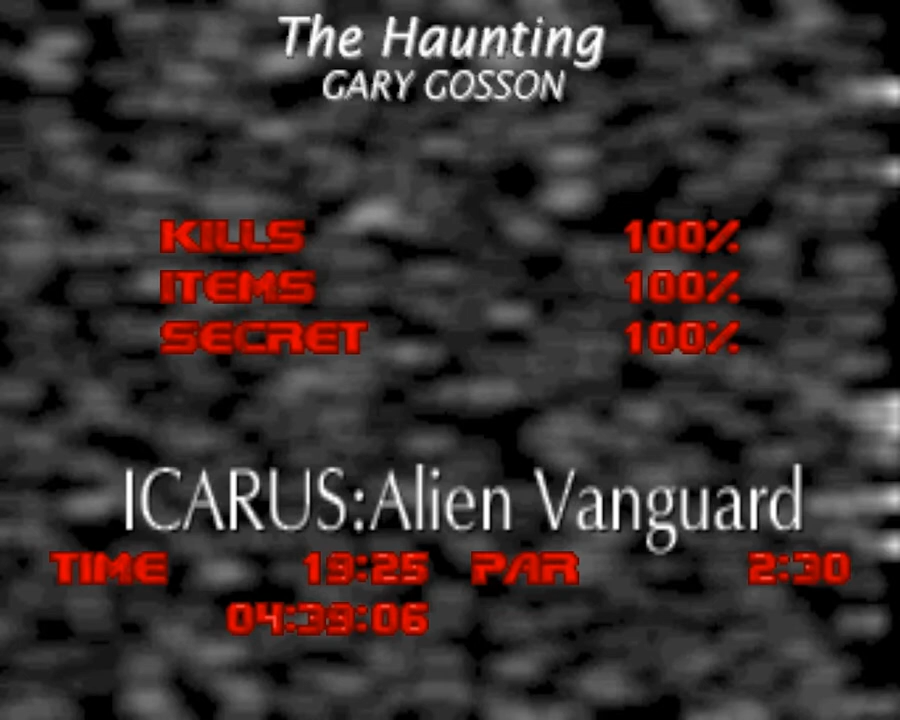 The Haunting
GARY GOSSON
KILLS 100%
ITEMS 100%
SECRET 100%
ICARUS:Alien Vanguard
TIME 19:25 PAR 2:30
04:39:06